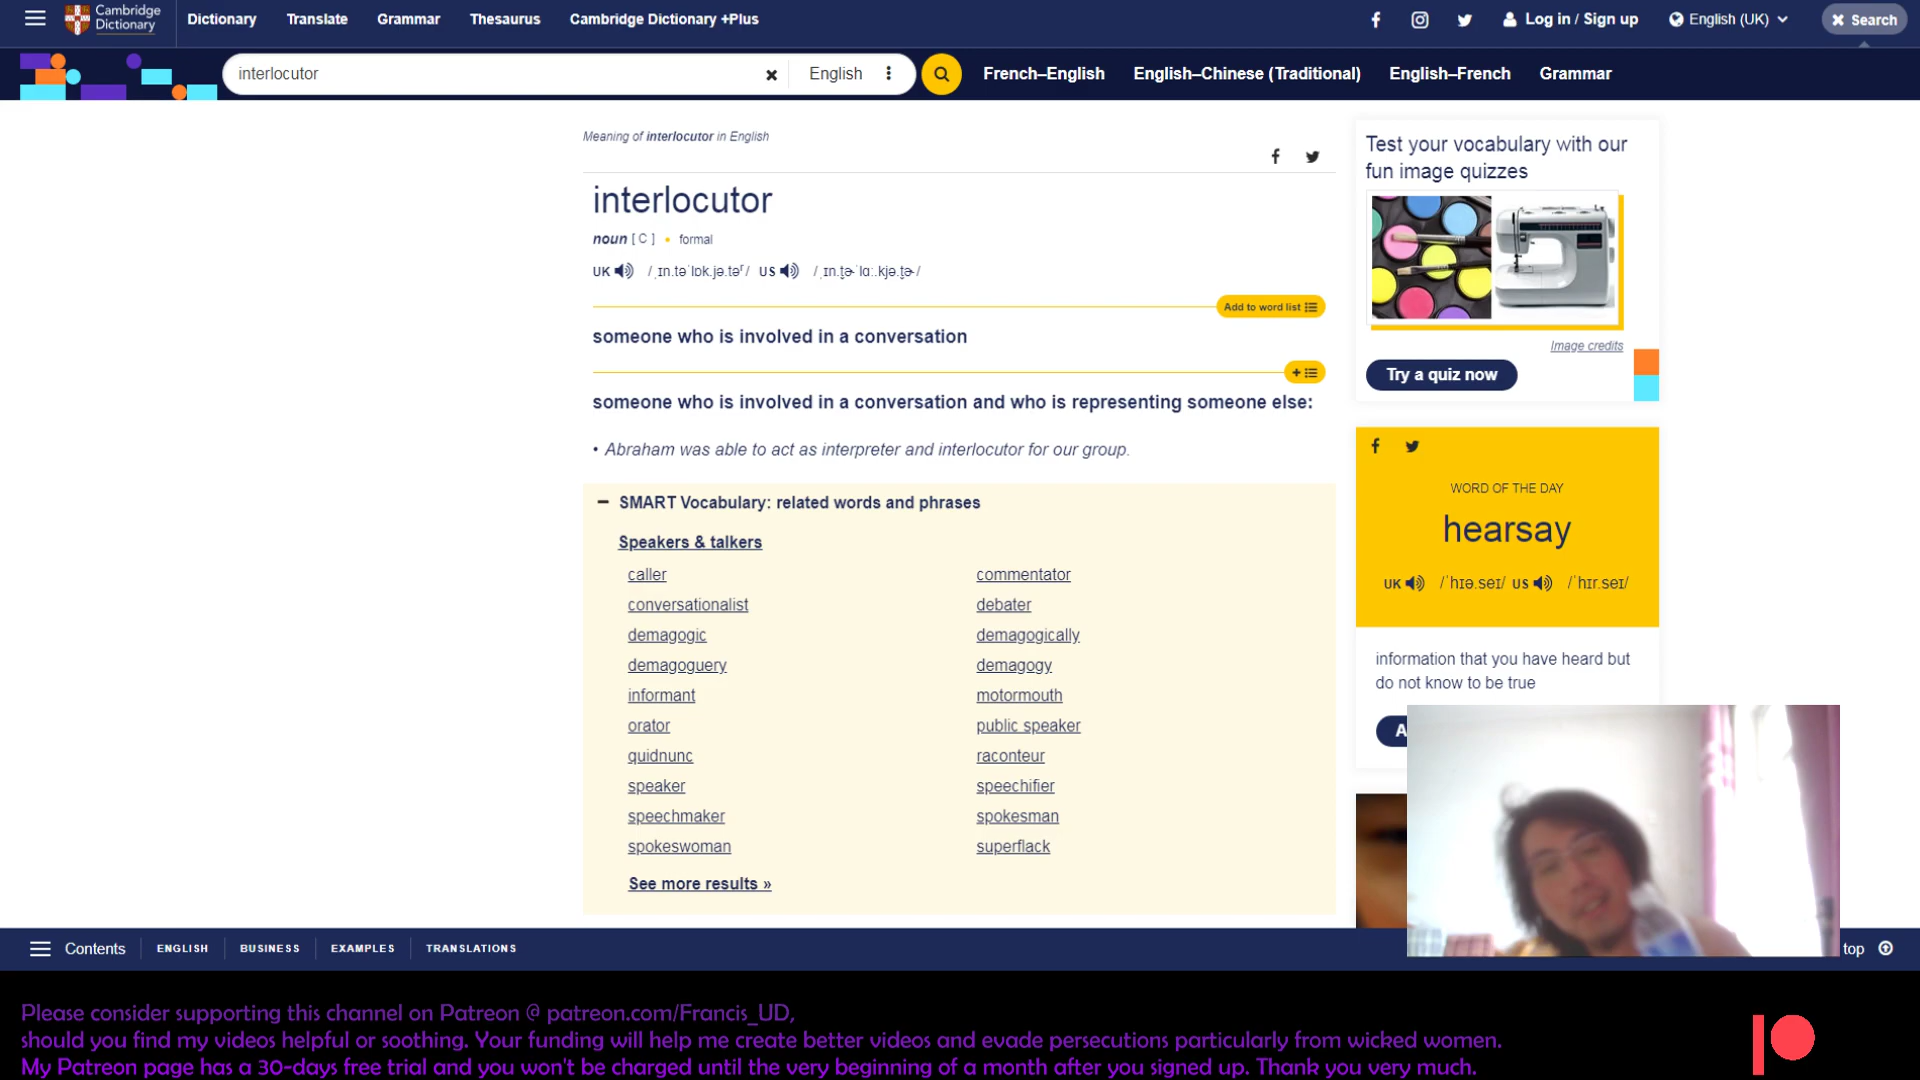 Cambridge
Dictionary
Dictionary Translate Grammar Thesaurus Cambridge Dictionary +Plus
Log in / Sign up English (UK) Search
interlocutor English
French–English English–Chinese (Traditional) English–French Grammar
Meaning of interlocutor in English
interlocutor
noun [ C ] • formal
UK /ˌɪn.təˈlɒk.jə.təʳ/ US /ˌɪn.t̬ɚˈlɑː.kjə.t̬ɚ/
Add to word list
someone who is involved in a conversation
+
someone who is involved in a conversation and who is representing someone else:
• Abraham was able to act as interpreter and interlocutor for our group.
− SMART Vocabulary: related words and phrases
Speakers & talkers
caller commentator
conversationalist debater
demagogic demagogically
demagoguery demagogy
informant motormouth
orator public speaker
quidnunc raconteur
speaker speechifier
speechmaker spokesman
spokeswoman superflack
See more results »
Test your vocabulary with our
fun image quizzes
Image credits
Try a quiz now
WORD OF THE DAY
hearsay
UK /ˈhɪə.seɪ/ US /ˈhɪr.seɪ/
information that you have heard but
do not know to be true
A
Contents ENGLISH BUSINESS EXAMPLES TRANSLATIONS
top
Please consider supporting this channel on Patreon @ patreon.com/Francis_UD,
should you find my videos helpful or soothing. Your funding will help me create better videos and evade persecutions particularly from wicked women.
My Patreon page has a 30-days free trial and you won't be charged until the very beginning of a month after you signed up. Thank you very much.